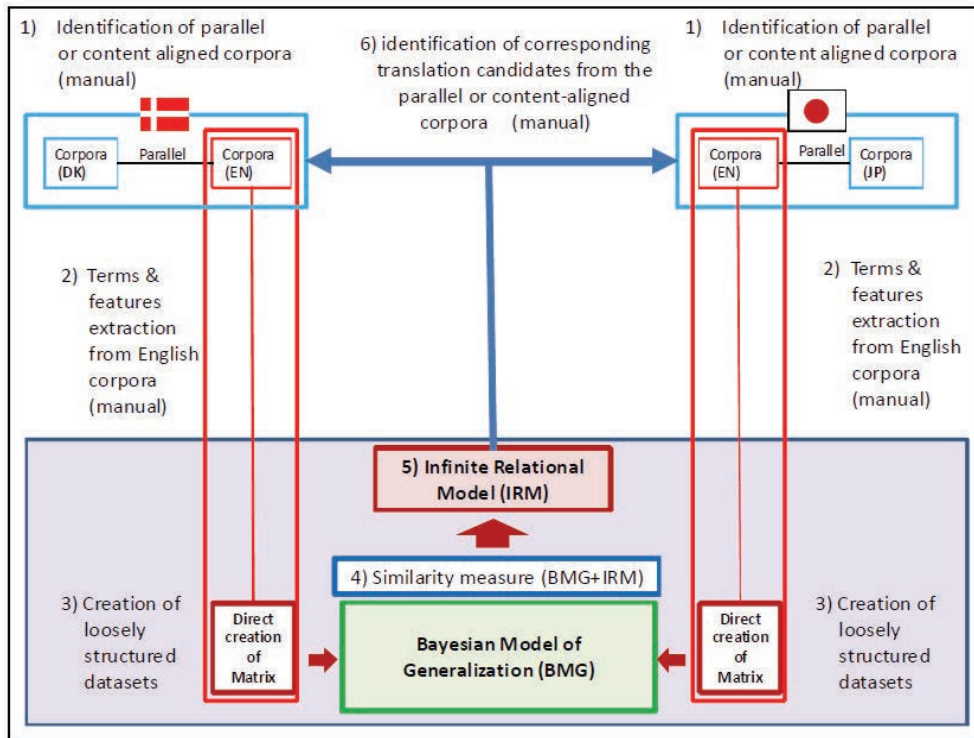 1) Identification of parallel
or content aligned corpora
(manual)
6) identification of corresponding
translation candidates from the
parallel or content-aligned
corpora (manual)
1) Identification of parallel
or content aligned corpora
(manual)
Corpora
(DK)
Parallel
Corpora
(EN)
Corpora
(EN)
Parallel
Corpora
(JP)
2) Terms &
features
extraction
from English
corpora
(manual)
2) Terms &
features
extraction
from English
corpora
(manual)
5) Infinite Relational
Model (IRM)
4) Similarity measure (BMG+IRM)
3) Creation of
loosely
structured
datasets
Direct
creation
of
Matrix
Bayesian Model of
Generalization (BMG)
Direct
creation
of
Matrix
3) Creation of
loosely
structured
datasets